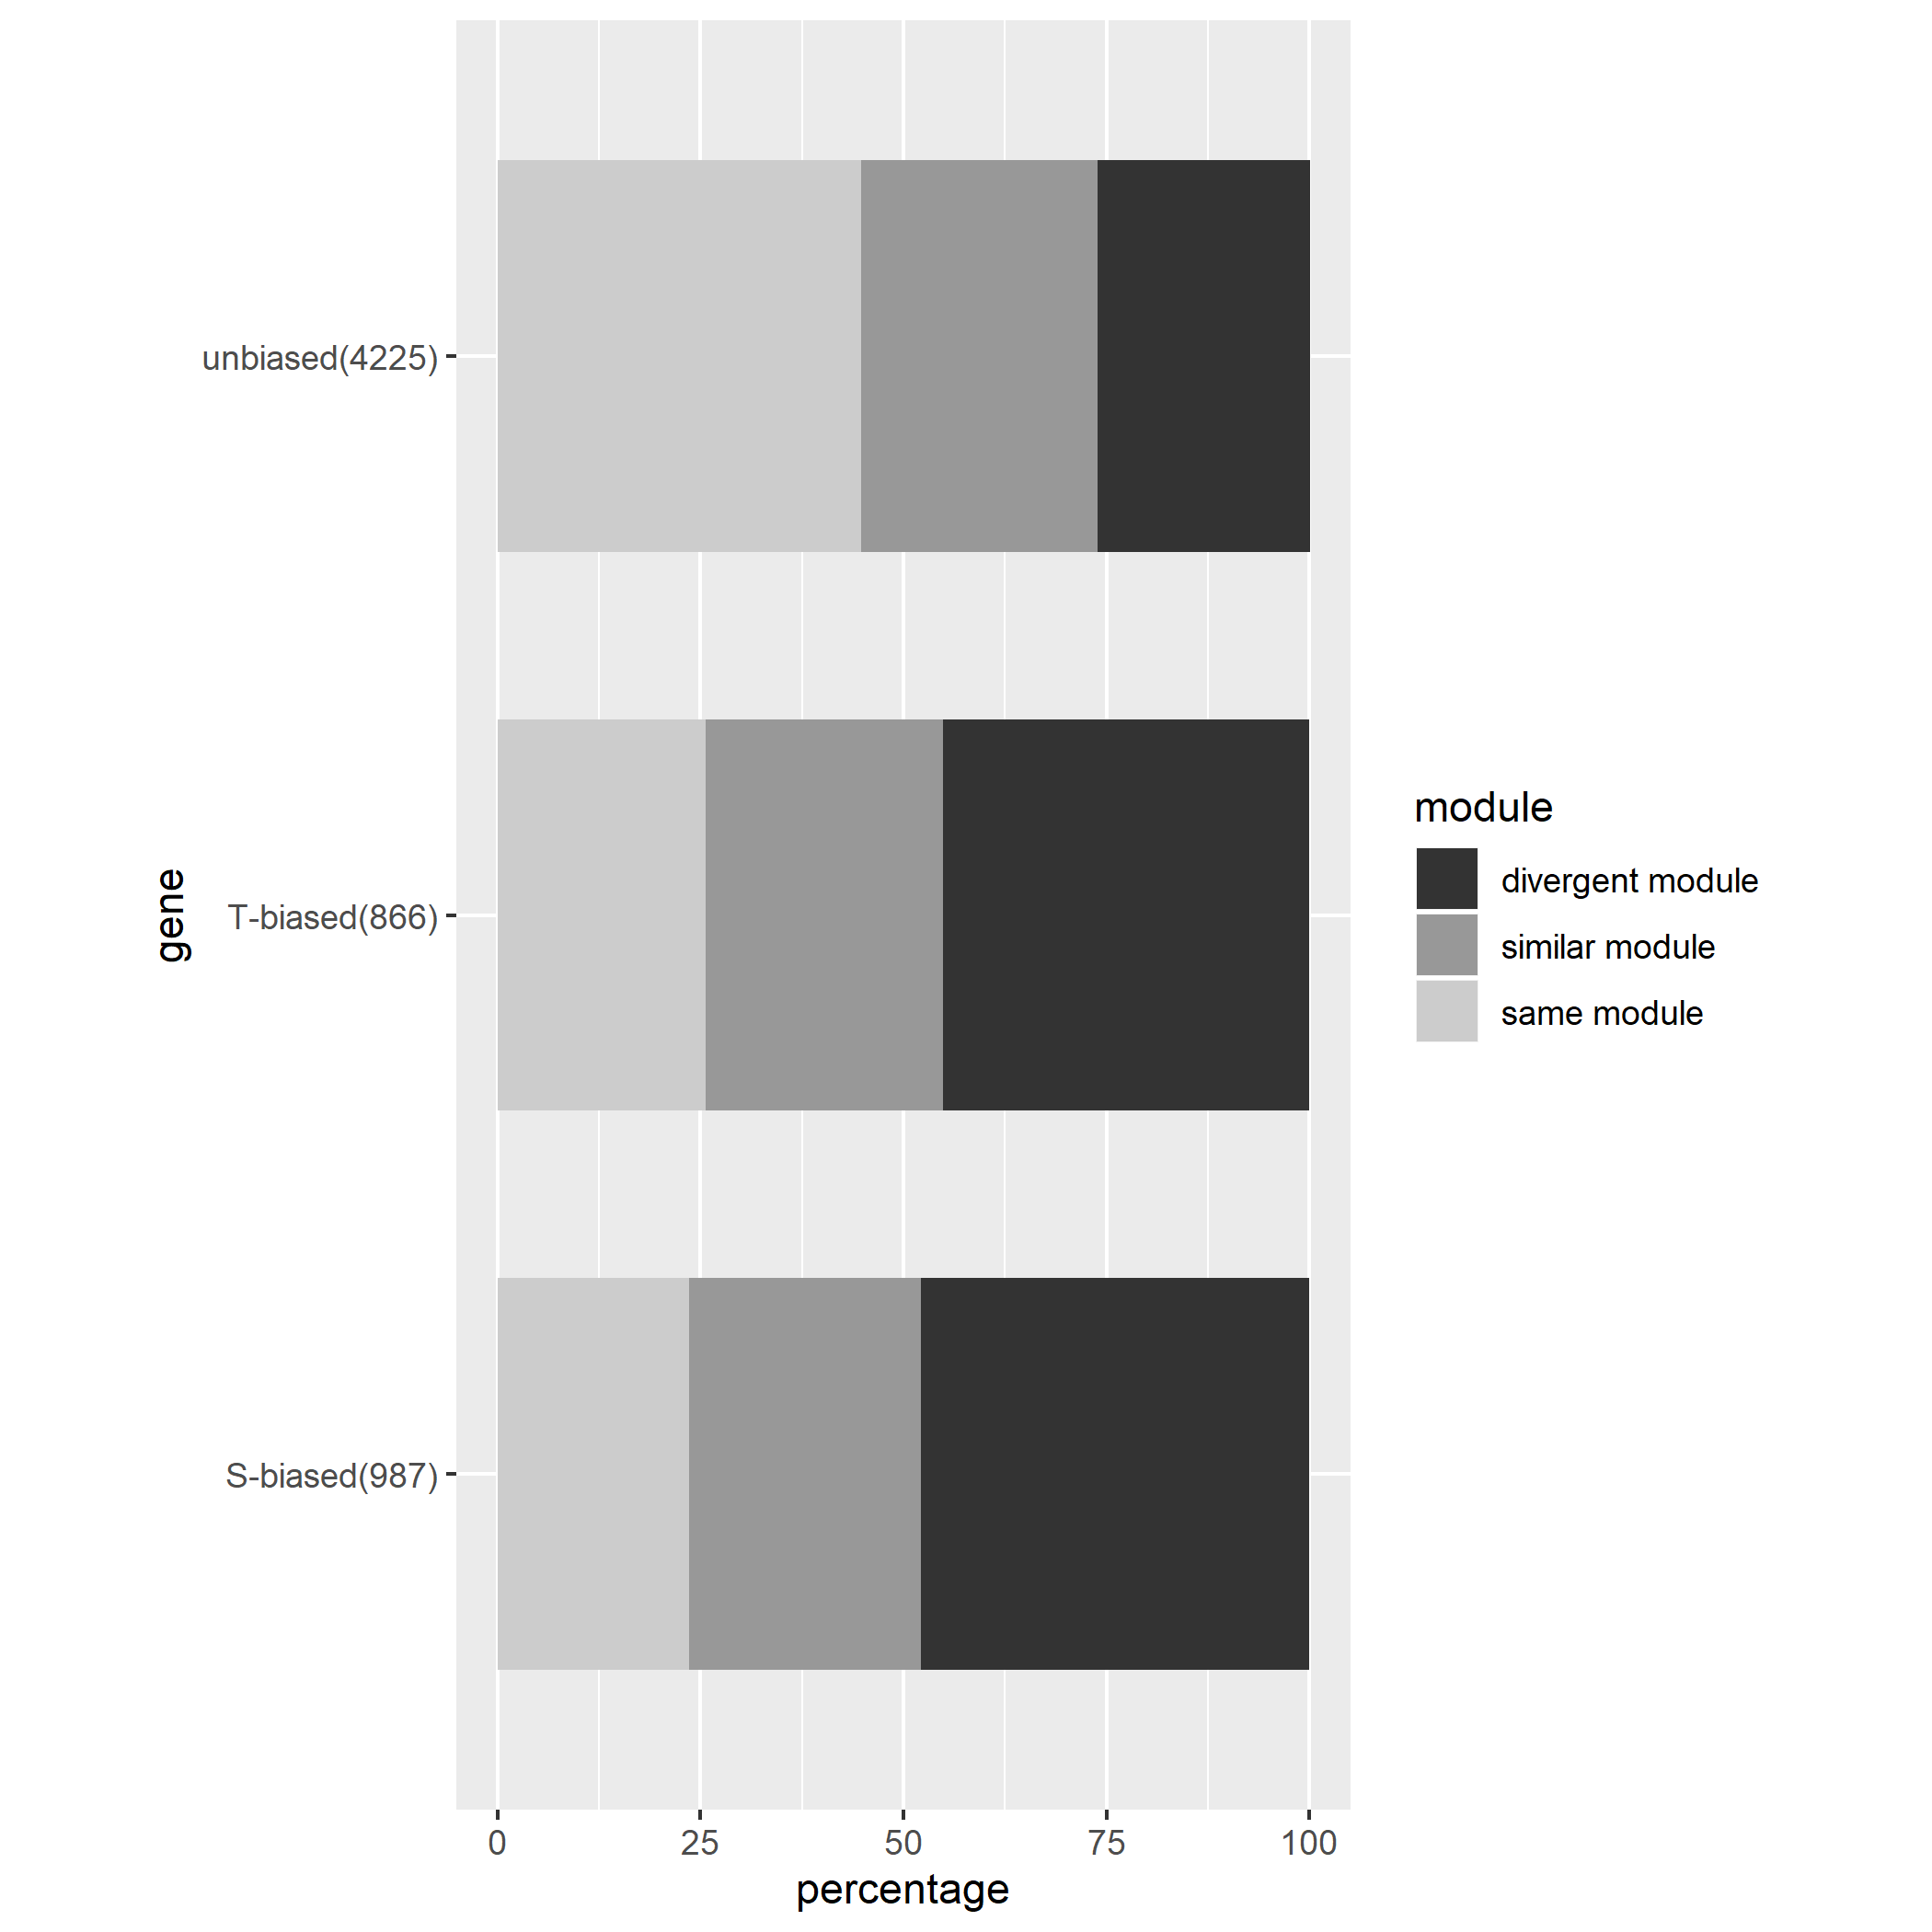 gene
unbiased(4225)
T-biased(866)
S-biased(987)
0 25 50 75 100
percentage
module
divergent module
similar module
same module